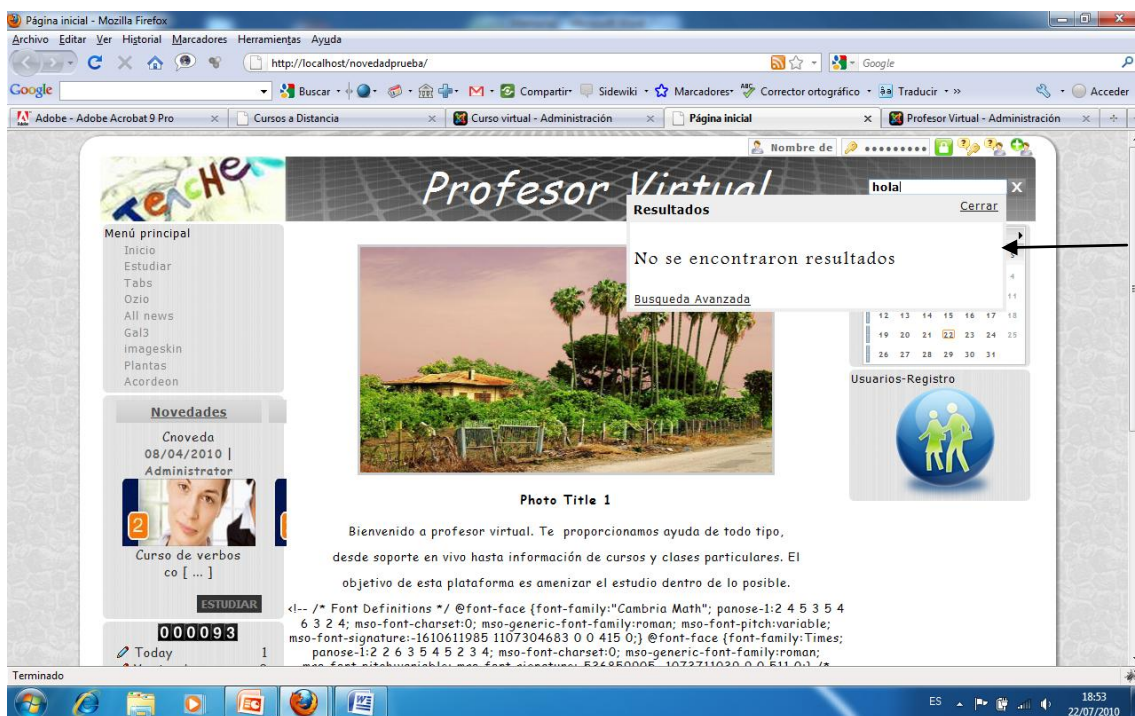 Página inicial - Mozilla Firefox
Archivo Editar Ver Historial Marcadores Herramientas Ayuda
http://localhost/novedadprueba/
Google
Google
Buscar
Compartir
Sidewiki
Marcadores
Corrector ortográfico
Traducir
»
Acceder
Adobe - Adobe Acrobat 9 Pro
Cursos a Distancia
Curso virtual - Administración
Página inicial
Profesor Virtual - Administración
Nombre de
TEACHER
Profesor Virtual
hola
X
Resultados
Cerrar
No se encontraron resultados
Busqueda Avanzada
Menú principal
Inicio
Estudiar
Tabs
Ozio
All news
Gal3
imageskin
Plantas
Acordeon
4
11
12 13 14 15 16 17 18
19 20 21 22 23 24 25
26 27 28 29 30 31
Usuarios-Registro
Novedades
Cnoveda
08/04/2010 |
Administrator
2
Curso de verbos
co [ ... ]
ESTUDIAR
000093
Today 1
Photo Title 1
Bienvenido a profesor virtual. Te proporcionamos ayuda de todo tipo,
desde soporte en vivo hasta información de cursos y clases particulares. El
objetivo de esta plataforma es amenizar el estudio dentro de lo posible.
<!-- /* Font Definitions */ @font-face {font-family:"Cambria Math"; panose-1:2 4 5 3 5 4
6 3 2 4; mso-font-charset:0; mso-generic-font-family:roman; mso-font-pitch:variable;
mso-font-signature:-1610611985 1107304683 0 0 415 0;} @font-face {font-family:Times;
panose-1:2 2 6 3 5 4 5 2 3 4; mso-font-charset:0; mso-generic-font-family:roman;
Terminado
ES
18:53
22/07/2010